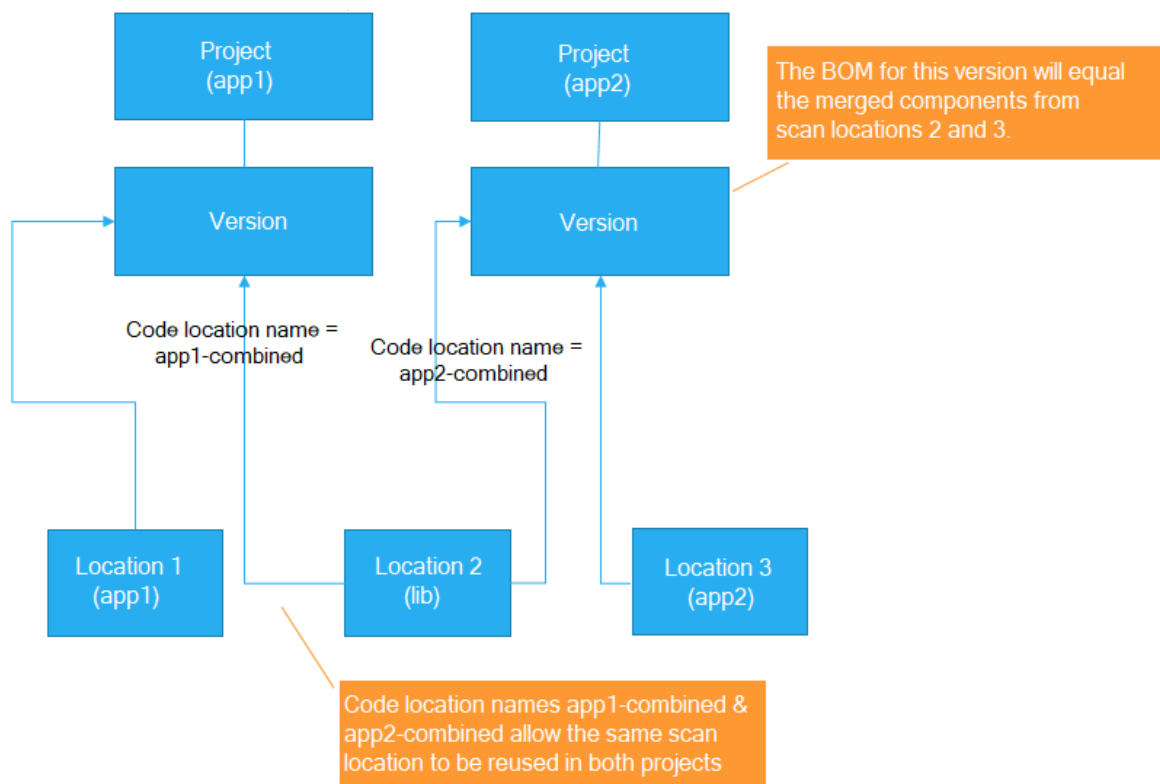 Project
(app1)
Project
(app2)
The BOM for this version will equal
the merged components from
scan locations 2 and 3.
Version
Version
Code location name =
app1-combined
Code location name =
app2-combined
Location 1
(app1)
Location 2
(lib)
Location 3
(app2)
Code location names app1-combined &
app2-combined allow the same scan
location to be reused in both projects